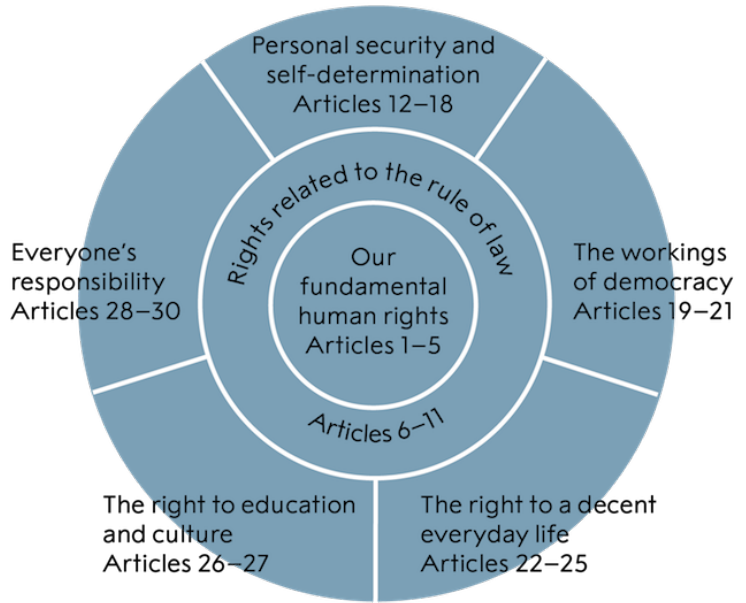 Personal security and
self-determination
Articles 12–18
Rights related to the rule of law
Our
fundamental
human rights
Articles 1–5
Articles 6–11
Everyone's
responsibility
Articles 28–30
The workings
of democracy
Articles 19–21
The right to education
and culture
Articles 26–27
The right to a decent
everyday life
Articles 22–25